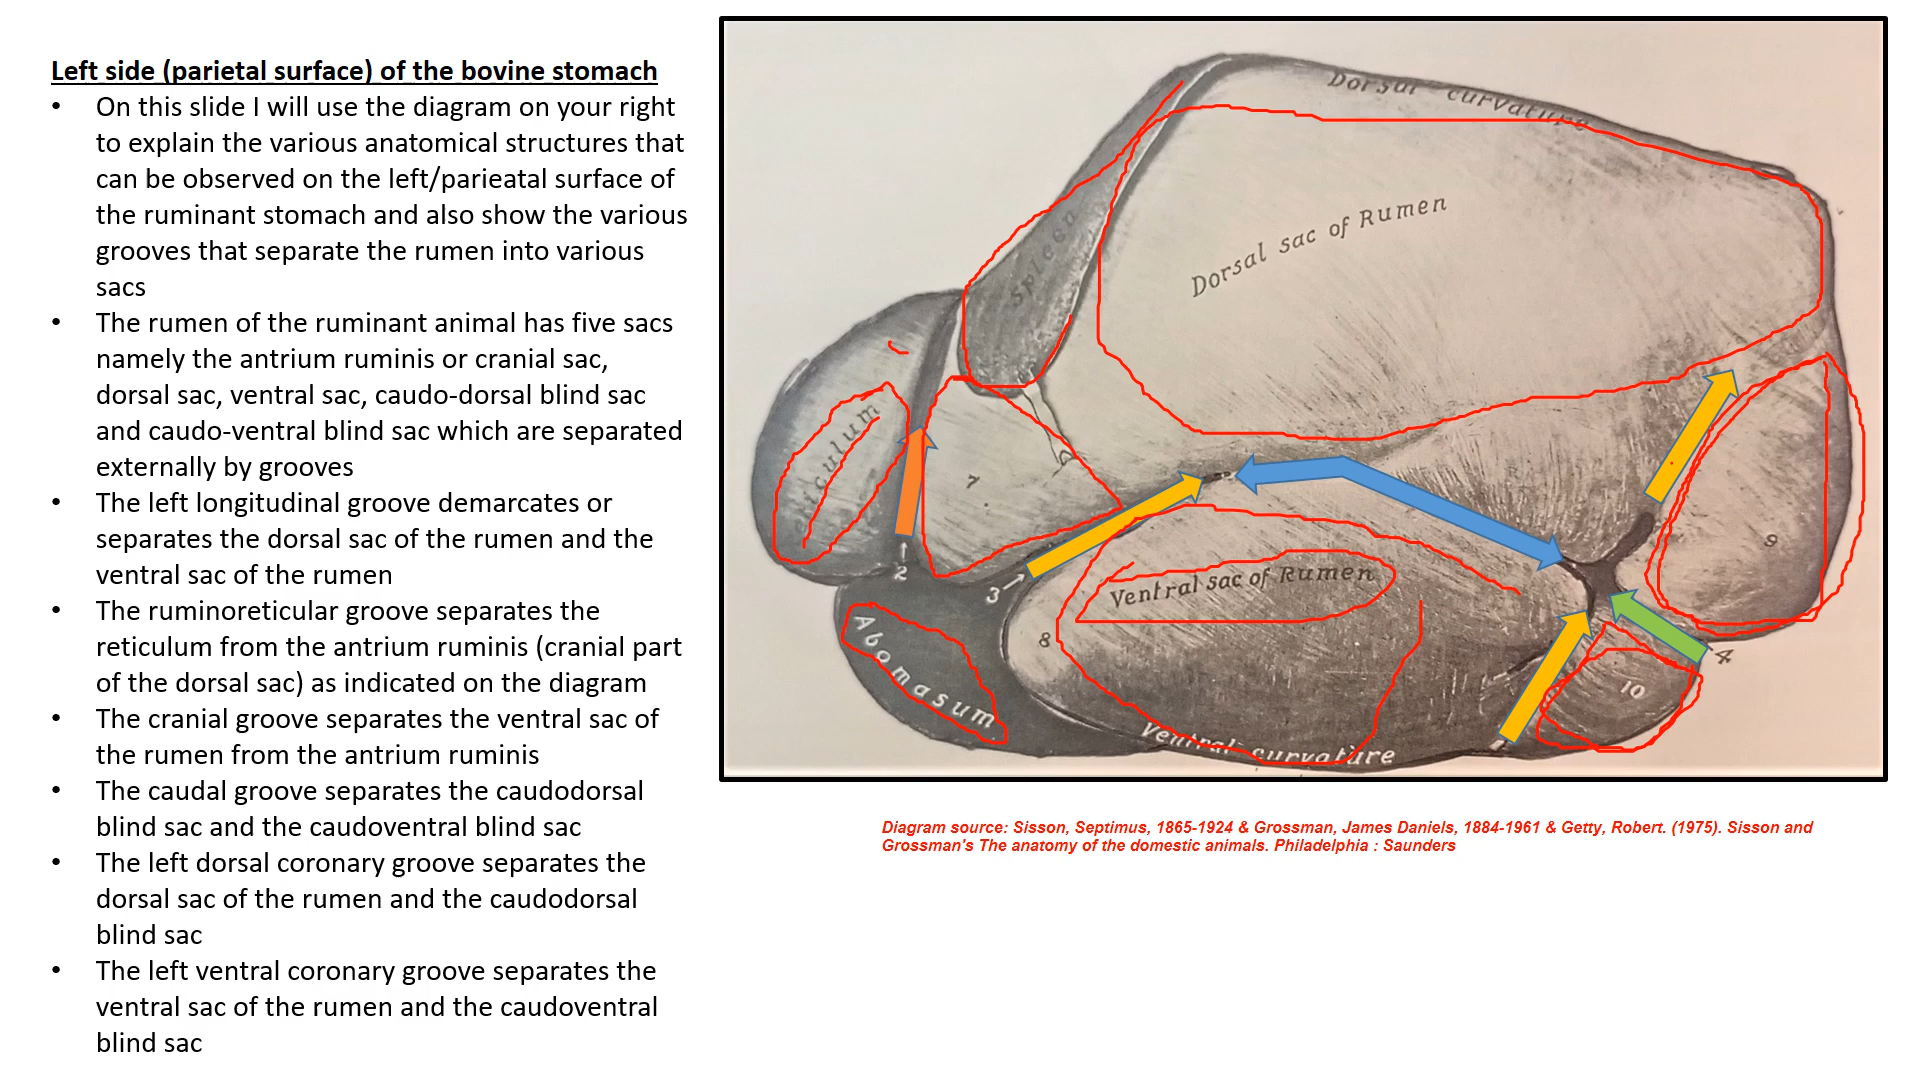 Left side (parietal surface) of the bovine stomach
• On this slide I will use the diagram on your right
to explain the various anatomical structures that
can be observed on the left/parieatal surface of
the ruminant stomach and also show the various
grooves that separate the rumen into various
sacs
• The rumen of the ruminant animal has five sacs
namely the antrium ruminis or cranial sac,
dorsal sac, ventral sac, caudo-dorsal blind sac
and caudo-ventral blind sac which are separated
externally by grooves
• The left longitudinal groove demarcates or
separates the dorsal sac of the rumen and the
ventral sac of the rumen
• The ruminoreticular groove separates the
reticulum from the antrium ruminis (cranial part
of the dorsal sac) as indicated on the diagram
• The cranial groove separates the ventral sac of
the rumen from the antrium ruminis
• The caudal groove separates the caudodorsal
blind sac and the caudoventral blind sac
• The left dorsal coronary groove separates the
dorsal sac of the rumen and the caudodorsal
blind sac
• The left ventral coronary groove separates the
ventral sac of the rumen and the caudoventral
blind sac
Dorsal curvature
Dorsal sac of Rumen
Spleen
iculum
7
9
2
3
Ventral sac of Rumen
8
Abomasum
4
10
Ventral curvature
Diagram source: Sisson, Septimus, 1865-1924 & Grossman, James Daniels, 1884-1961 & Getty, Robert. (1975). Sisson and
Grossman's The anatomy of the domestic animals. Philadelphia : Saunders